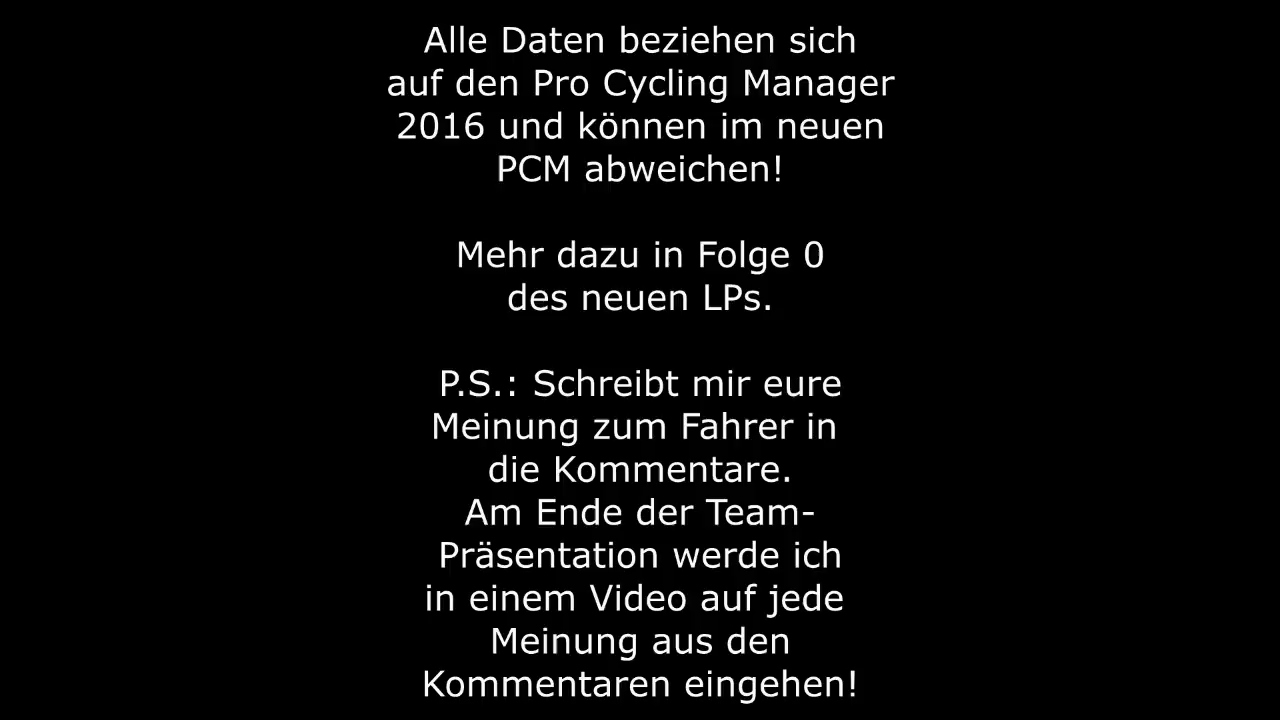 Alle Daten beziehen sich
auf den Pro Cycling Manager
2016 und können im neuen
PCM abweichen!
Mehr dazu in Folge 0
des neuen LPs.
P.S.: Schreibt mir eure
Meinung zum Fahrer in
die Kommentare.
Am Ende der Team-
Präsentation werde ich
in einem Video auf jede
Meinung aus den
Kommentaren eingehen!